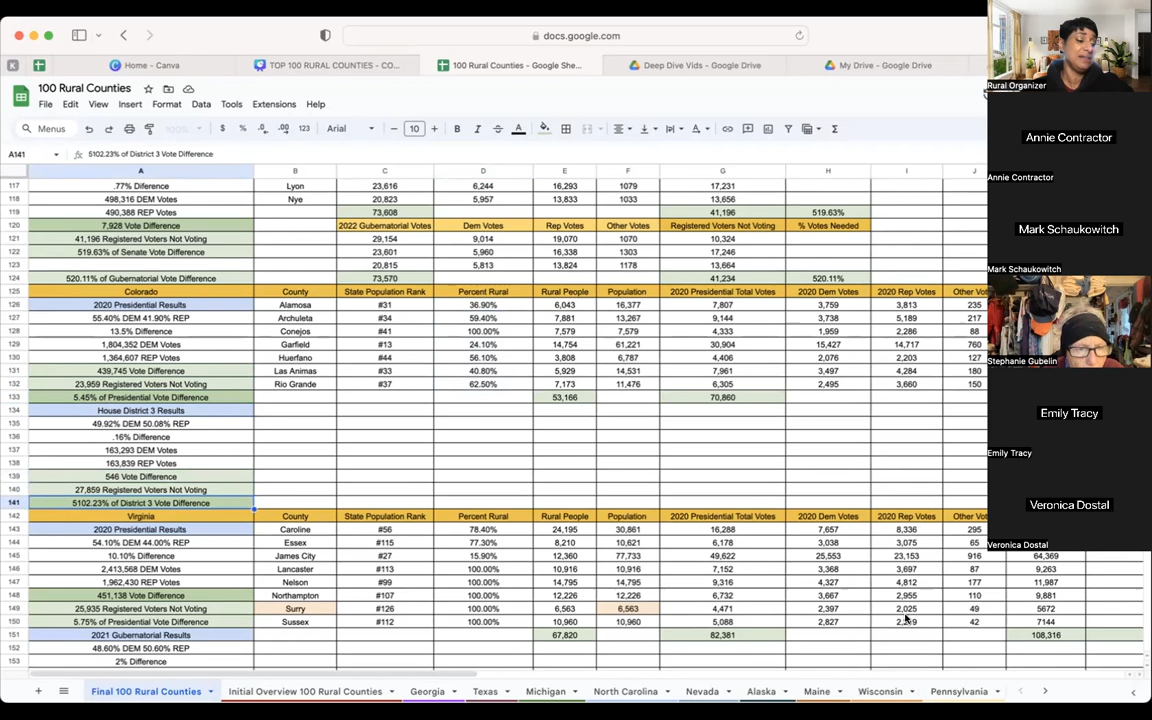 docs.google.com
K Home - Canva TOP 100 RURAL COUNTIES - CO... 100 Rural Counties - Google She... Deep Dive Vids - Google Drive My Drive - Google Drive
100 Rural Counties
File Edit View Insert Format Data Tools Extensions Help
Menus 100% $ % .0 .00 123 Arial 10 B I A
A141 fx 5102.23% of District 3 Vote Difference
A B C D E F G H I J
117 .77% Diference Lyon 23,616 6,244 16,293 1079 17,231
118 498,316 DEM Votes Nye 20,823 5,957 13,833 1033 13,656
119 490,388 REP Votes 73,608 41,196 519.63%
120 7,928 Vote Difference 2022 Gubernatorial Votes Dem Votes Rep Votes Other Votes Registered Voters Not Voting % Votes Needed
121 41,196 Registered Voters Not Voting 29,154 9,014 19,070 1070 10,324
122 519.63% of Senate Vote Difference 23,601 5,960 16,338 1303 17,246
123 20,815 5,813 13,824 1178 13,664
124 520.11% of Gubernatorial Vote Difference 73,570 41,234 520.11%
125 Colorado County State Population Rank Percent Rural Rural People Population 2020 Presidential Total Votes 2020 Dem Votes 2020 Rep Votes Other Vot
126 2020 Presidential Results Alamosa #31 36.90% 6,043 16,377 7,807 3,759 3,813 235
127 55.40% DEM 41.90% REP Archuleta #34 59.40% 7,881 13,267 9,144 3,738 5,189 217
128 13.5% Difference Conejos #41 100.00% 7,579 7,579 4,333 1,959 2,286 88
129 1,804,352 DEM Votes Garfield #13 24.10% 14,754 61,221 30,904 15,427 14,717 760
130 1,364,607 REP Votes Huerfano #44 56.10% 3,808 6,787 4,406 2,076 2,203 127
131 439,745 Vote Difference Las Animas #33 40.80% 5,929 14,531 7,961 3,497 4,284 180
132 23,959 Registered Voters Not Voting Rio Grande #37 62.50% 7,173 11,476 6,305 2,495 3,660 150
133 5.45% of Presidential Vote Difference 53,166 70,860
134 House District 3 Results
135 49.92% DEM 50.08% REP
136 .16% Difference
137 163,293 DEM Votes
138 163,839 REP Votes
139 546 Vote Difference
140 27,859 Registered Voters Not Voting
141 5102.23% of District 3 Vote Difference
142 Virginia County State Population Rank Percent Rural Rural People Population 2020 Presidential Total Votes 2020 Dem Votes 2020 Rep Votes Other Vot
143 2020 Presidential Results Caroline #56 78.40% 24,195 30,861 16,288 7,657 8,336 295
144 54.10% DEM 44.00% REP Essex #115 77.30% 8,210 10,621 6,178 3,038 3,075 65
145 10.10% Difference James City #27 15.90% 12,360 77,733 49,622 25,553 23,153 916 64,369
146 2,413,568 DEM Votes Lancaster #113 100.00% 10,916 10,916 7,152 3,368 3,697 87 9,263
147 1,962,430 REP Votes Nelson #99 100.00% 14,795 14,795 9,316 4,327 4,812 177 11,987
148 451,138 Vote Difference Northampton #107 100.00% 12,226 12,226 6,732 3,667 2,955 110 9,881
149 25,935 Registered Voters Not Voting Surry #126 100.00% 6,563 6,563 4,471 2,397 2,025 49 5672
150 5.75% of Presidential Vote Difference Sussex #112 100.00% 10,960 10,960 5,088 2,827 42 7144
151 2021 Gubernatorial Results 67,820 82,381 108,316
152 48.60% DEM 50.60% REP
153 2% Difference
Final 100 Rural Counties Initial Overview 100 Rural Counties Georgia Texas Michigan North Carolina Nevada Alaska Maine Wisconsin Pennsylvania
Rural Organizer
Annie Contractor
Annie Contractor
Mark Schaukowitch
Mark Schaukowitch
Stephanie Gubelin
Emily Tracy
Emily Tracy
Veronica Dostal
Veronica Dostal